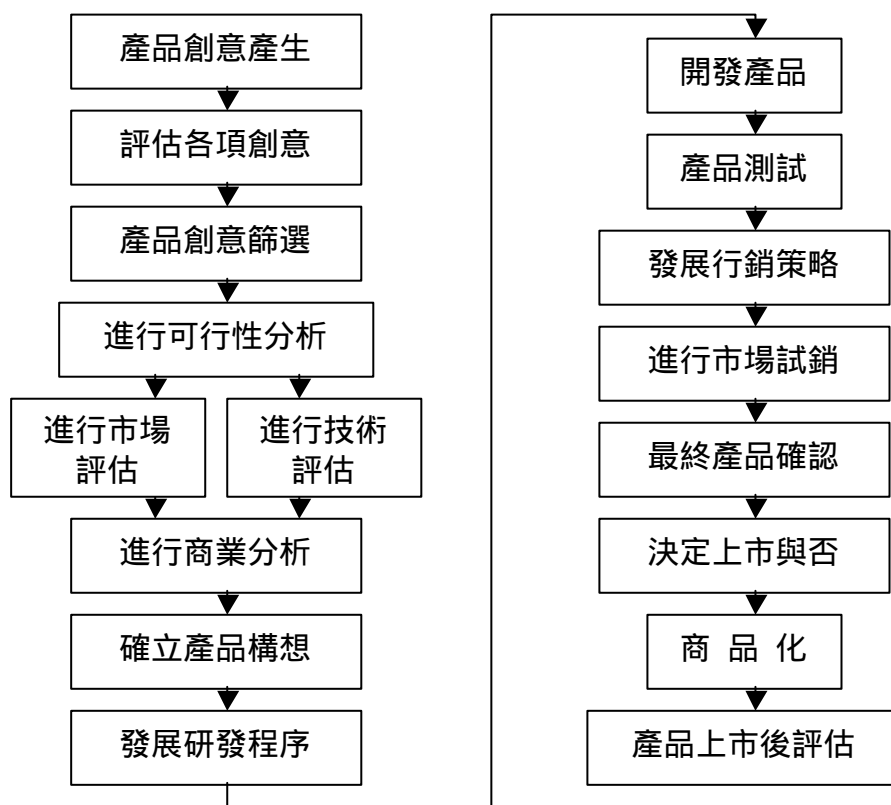 產品創意產生
評估各項創意
產品創意篩選
進行可行性分析
進行市場
評估
進行技術
評估
進行商業分析
確立產品構想
發展研發程序
開發產品
產品測試
發展行銷策略
進行市場試銷
最終產品確認
決定上市與否
商 品 化
產品上市後評估